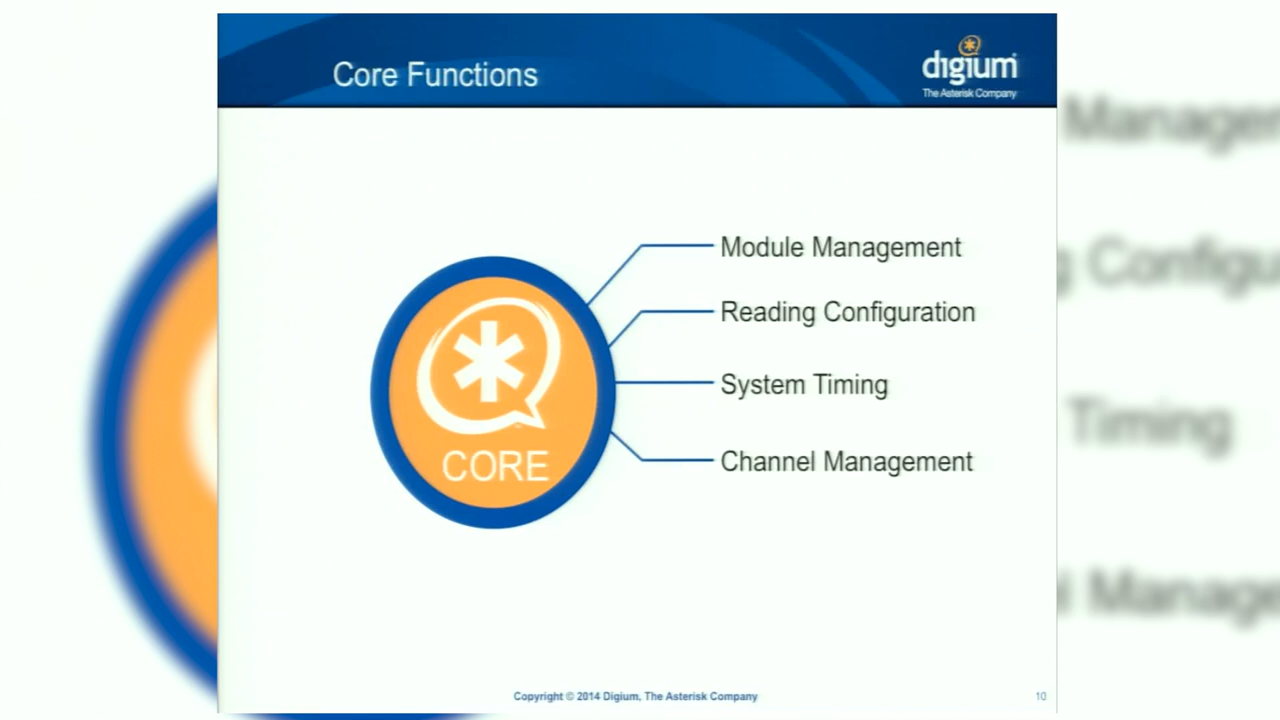 Core Functions
digium
The Asterisk Company
Module Management
Reading Configuration
System Timing
Channel Management
CORE
Copyright © 2014 Digium, The Asterisk Company
10